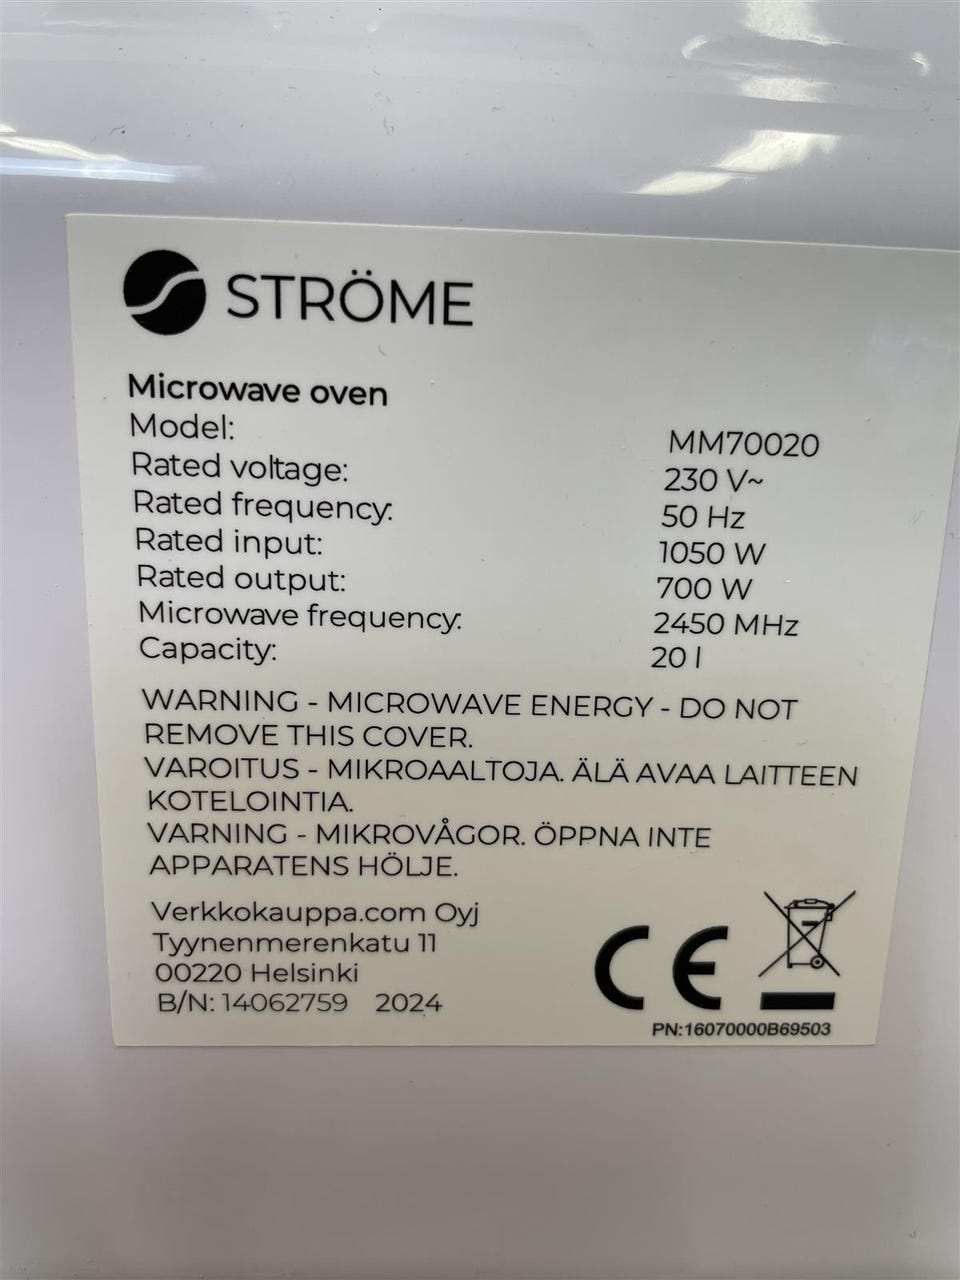 STRÖME
Microwave oven
Model: MM70020
Rated voltage: 230 V~
Rated frequency: 50 Hz
Rated input: 1050 W
Rated output: 700 W
Microwave frequency: 2450 MHz
Capacity: 20 l
WARNING - MICROWAVE ENERGY - DO NOT
REMOVE THIS COVER.
VAROITUS - MIKROAALTOJA. ÄLÄ AVAA LAITTEEN
KOTELOINTIA.
VARNING - MIKROVÅGOR. ÖPPNA INTE
APPARATENS HÖLJE.
Verkkokauppa.com Oyj
Tyynenmerenkatu 11
00220 Helsinki
B/N: 14062759 2024
CE
PN:16070000B69503